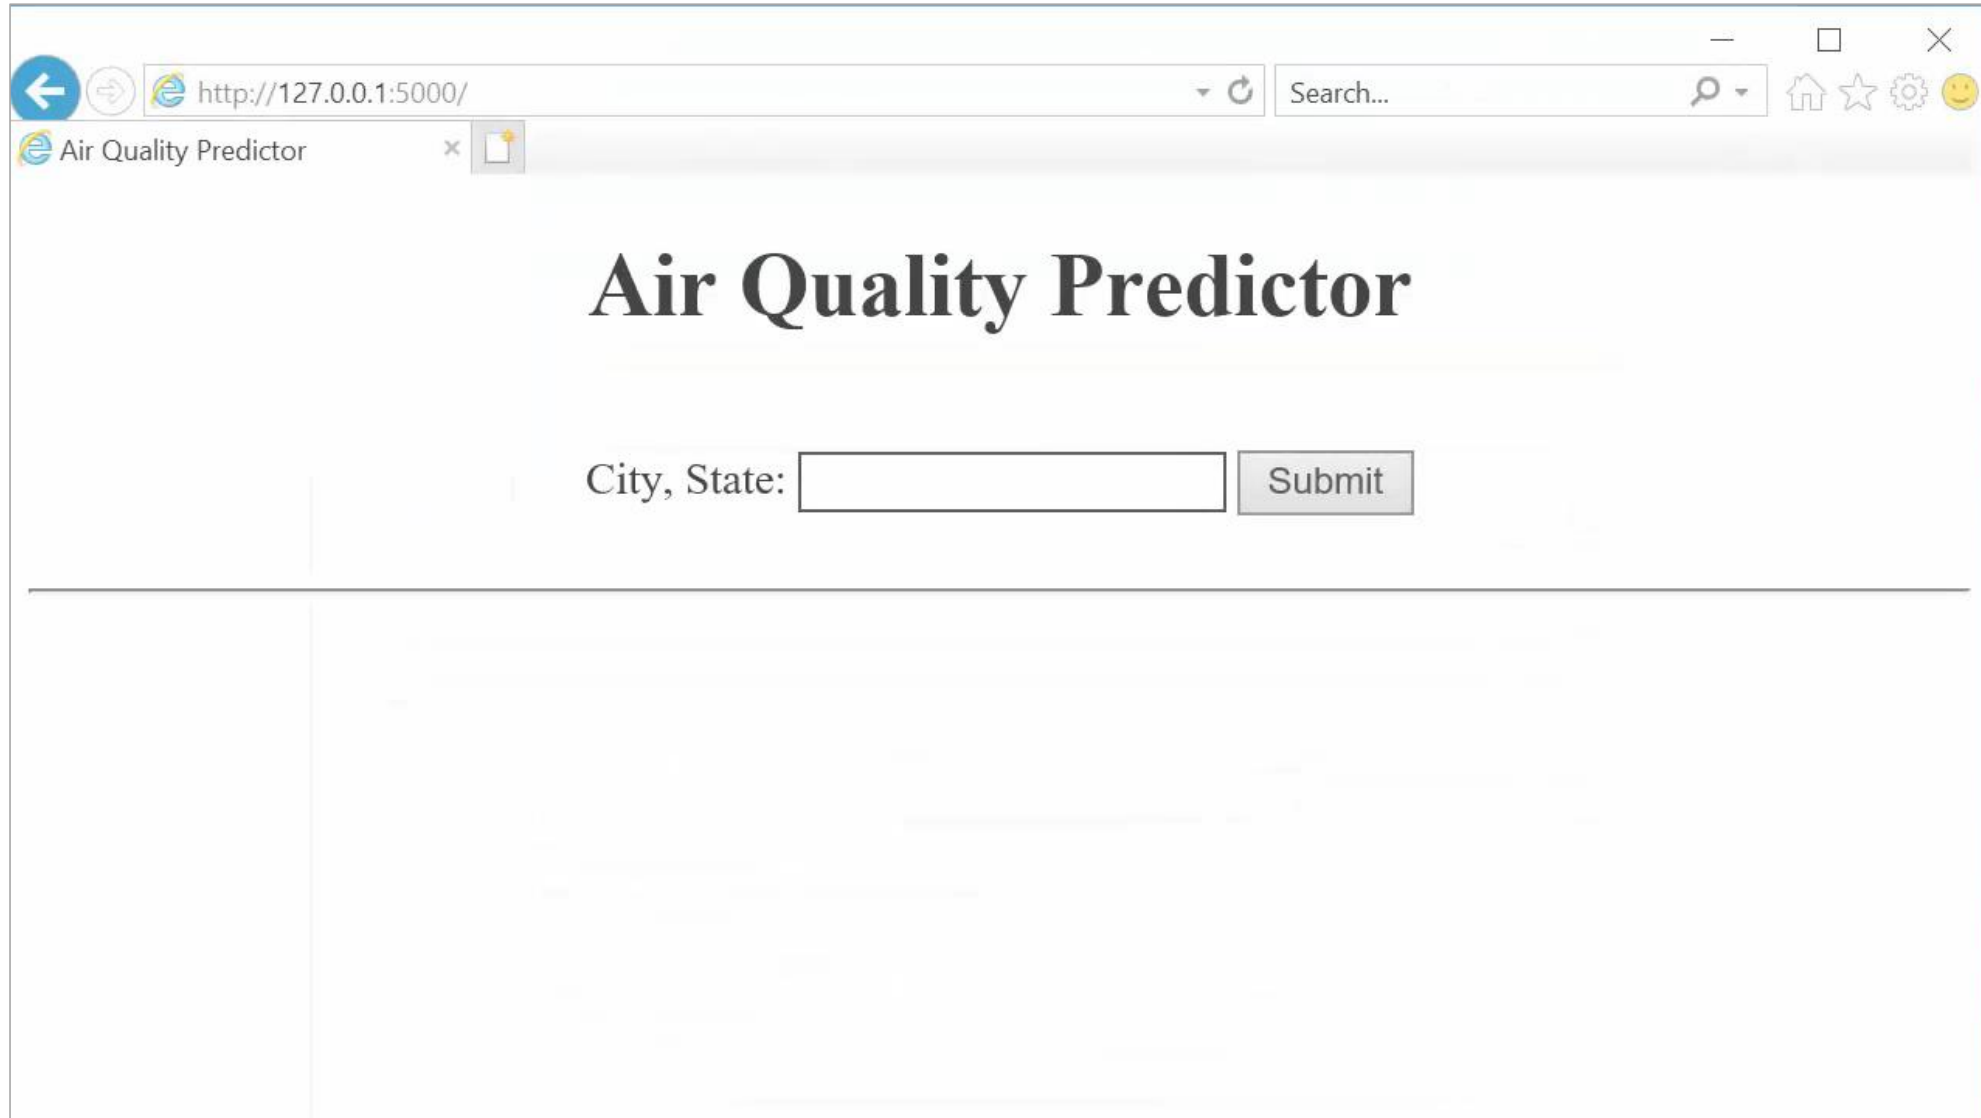 http://127.0.0.1:5000/
Search...
Air Quality Predictor
Air Quality Predictor
City, State:
Submit